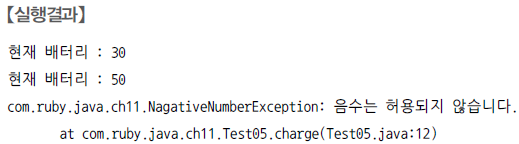 【실행결과】
현재 배터리 : 30
현재 배터리 : 50
com.ruby.java.ch11.NagativeNumberException: 음수는 허용되지 않습니다.
at com.ruby.java.ch11.Test05.charge(Test05.java:12)